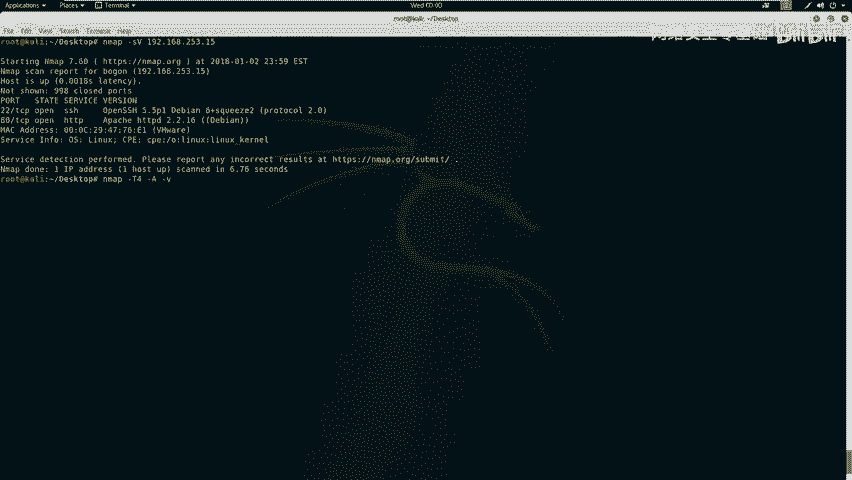 Applications Places Terminal Wed 00:00
root@kali: ~/Desktop
File Edit View Search Terminal Help
root@kali:~/Desktop# nmap -sV 192.168.253.15
Starting Nmap 7.60 ( https://nmap.org ) at 2018-01-02 23:59 EST
Nmap scan report for bogon (192.168.253.15)
Host is up (0.0018s latency).
Not shown: 998 closed ports
PORT STATE SERVICE VERSION
22/tcp open ssh OpenSSH 5.5p1 Debian 6+squeeze2 (protocol 2.0)
80/tcp open http Apache httpd 2.2.16 ((Debian))
MAC Address: 00:0C:29:47:76:E1 (VMware)
Service Info: OS: Linux; CPE: cpe:/o:linux:linux_kernel
Service detection performed. Please report any incorrect results at https://nmap.org/submit/ .
Nmap done: 1 IP address (1 host up) scanned in 6.76 seconds
root@kali:~/Desktop# nmap -T4 -A -v